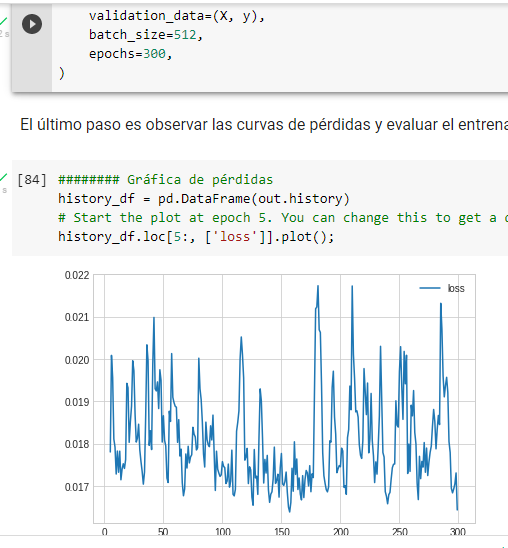 validation_data=(X, y),
batch_size=512,
epochs=300,
)
El último paso es observar las curvas de pérdidas y evaluar el
[84] ######## Gráfica de pérdidas
history_df = pd.DataFrame(out.history)
# Start the plot at epoch 5. You can change this to get a
history_df.loc[5:, ['loss']].plot();
0.022
loss
0.021
0.020
0.019
0.018
0.017
0 50 100 150 200 250 300